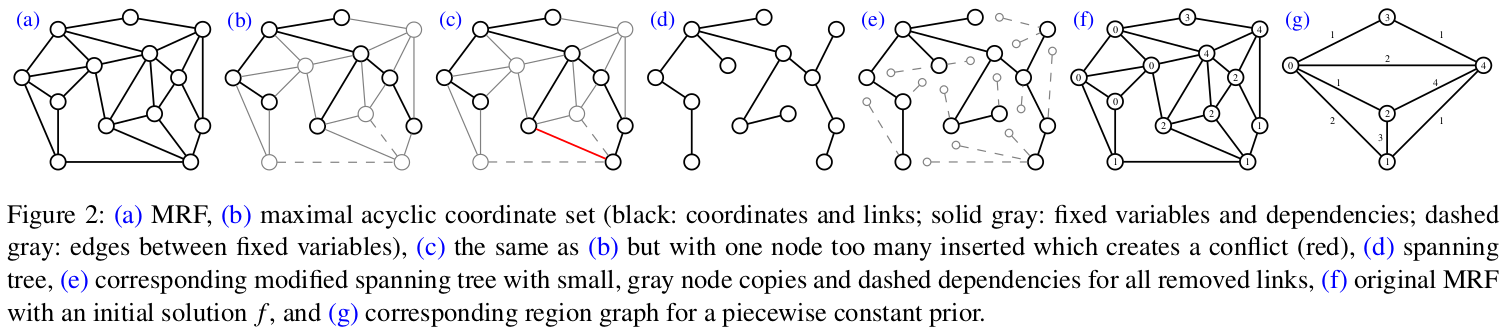 (a) (b) (c) (d) (e) (f) (g)
0 3 4 0 4 0 2 0 2 2 1 1 1
3 1 1 0 2 4 1 4 2 2 3 1 1
Figure 2: (a) MRF, (b) maximal acyclic coordinate set (black: coordinates and links; solid gray: fixed variables and dependencies; dashed
gray: edges between fixed variables), (c) the same as (b) but with one node too many inserted which creates a conflict (red), (d) spanning
tree, (e) corresponding modified spanning tree with small, gray node copies and dashed dependencies for all removed links, (f) original MRF
with an initial solution f, and (g) corresponding region graph for a piecewise constant prior.